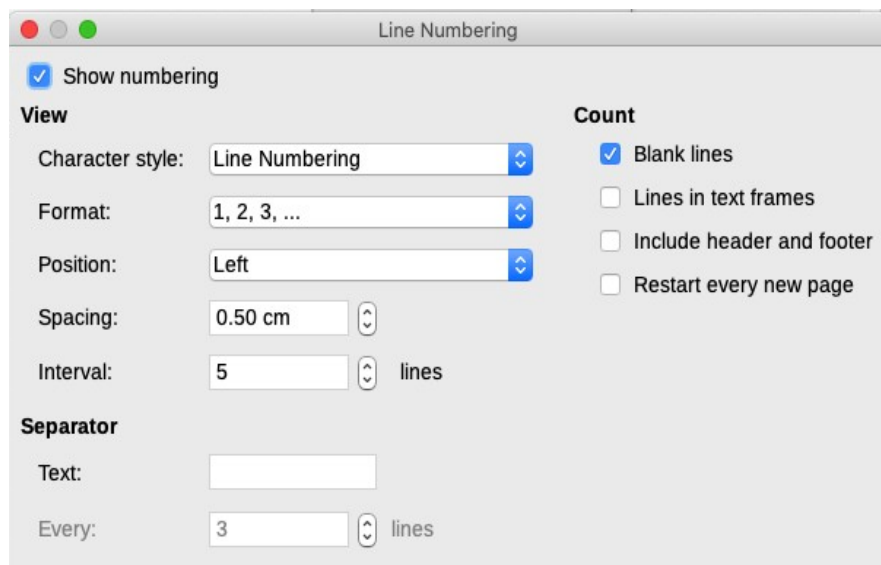 Line Numbering
Show numbering
View
Character style: Line Numbering
Format: 1, 2, 3, ...
Position: Left
Spacing: 0.50 cm
Interval: 5 lines
Separator
Text:
Every: 3 lines
Count
Blank lines
Lines in text frames
Include header and footer
Restart every new page